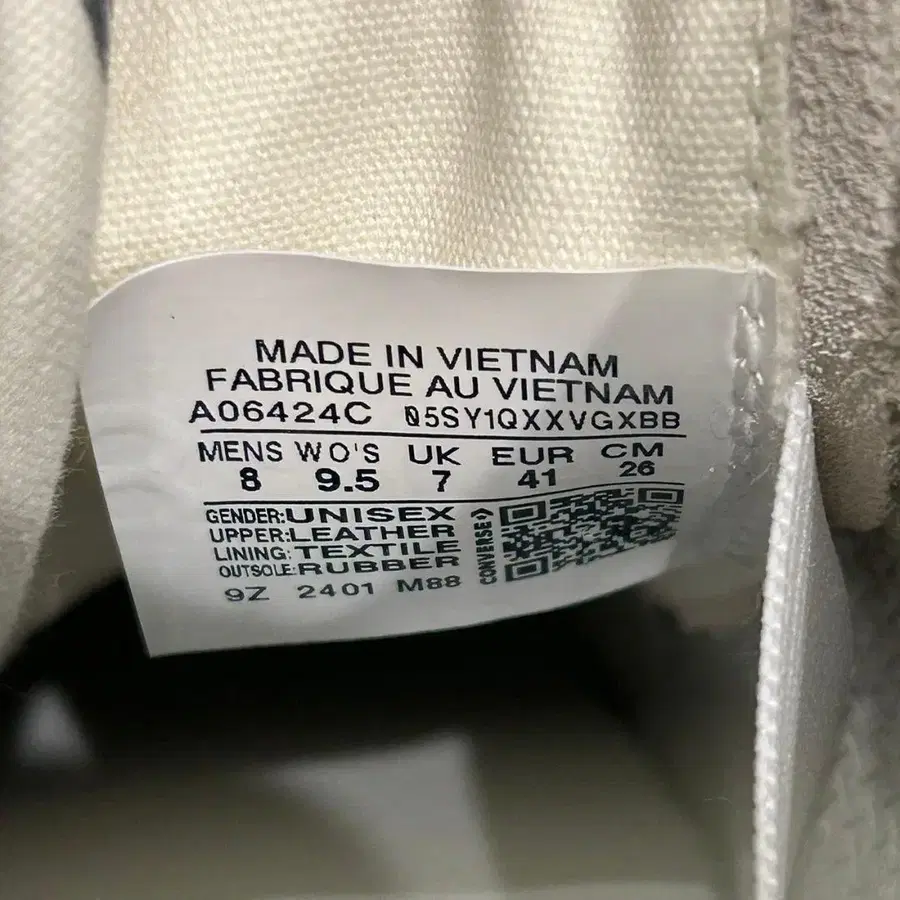 MADE IN VIETNAM
FABRIQUE AU VIETNAM
A06424C 05SY1QXXVGXBB
MENS WO'S UK EUR CM
8 9.5 7 41 26
GENDER:UNISEX
UPPER:LEATHER
LINING:TEXTILE
OUTSOLE:RUBBER
9Z 2401 M88
CONVERSE